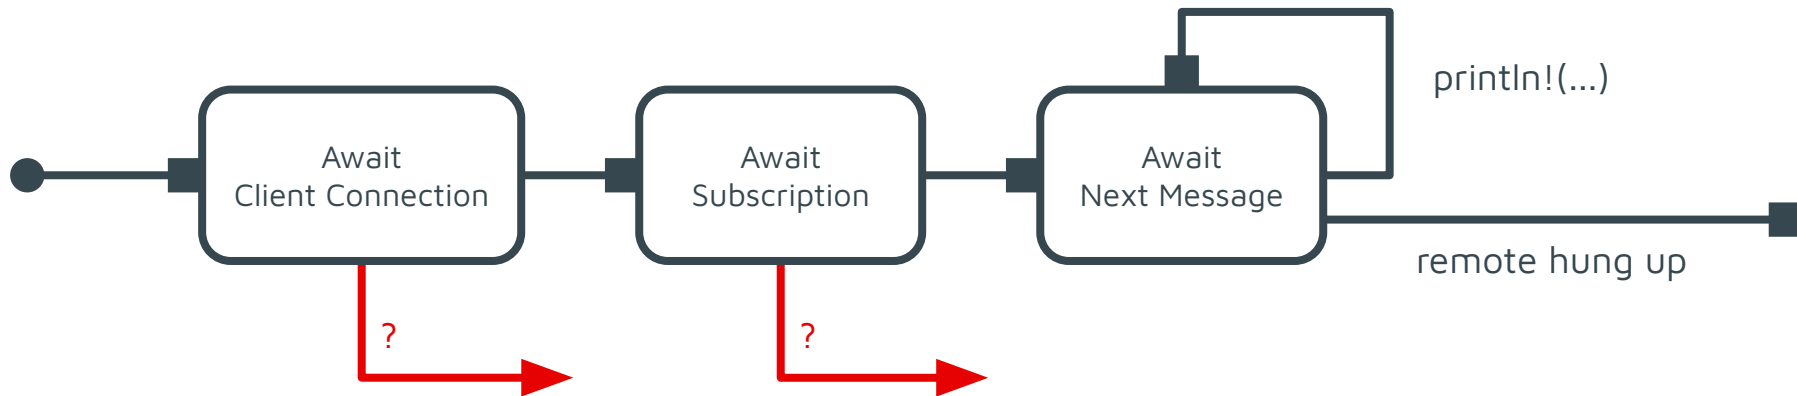 Await
Client Connection
Await
Subscription
Await
Next Message
println!(...)
remote hung up
?
?